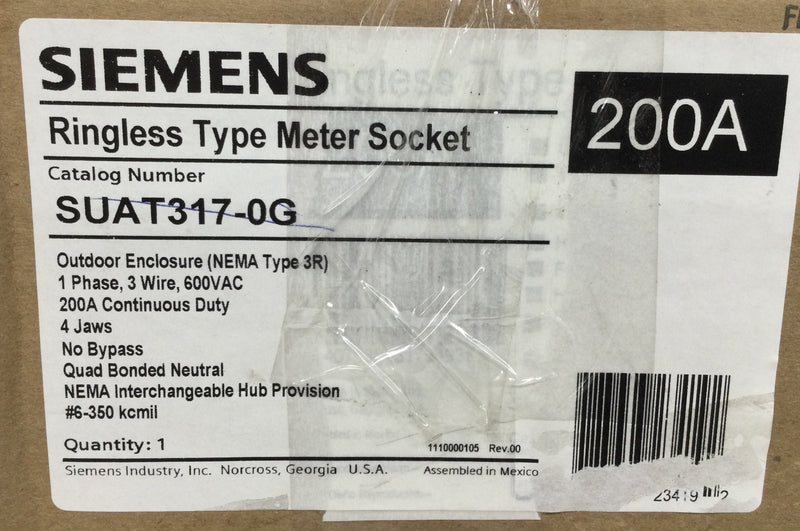 SIEMENS
Ringless Type Meter Socket
200A
Catalog Number
SUAT317-0G
Outdoor Enclosure (NEMA Type 3R)
1 Phase, 3 Wire, 600VAC
200A Continuous Duty
4 Jaws
No Bypass
Quad Bonded Neutral
NEMA Interchangeable Hub Provision
#6-350 kcmil
Quantity: 1
1110000105 Rev.00
Siemens Industry, Inc. Norcross, Georgia U.S.A.
Assembled in Mexico
ingless Type